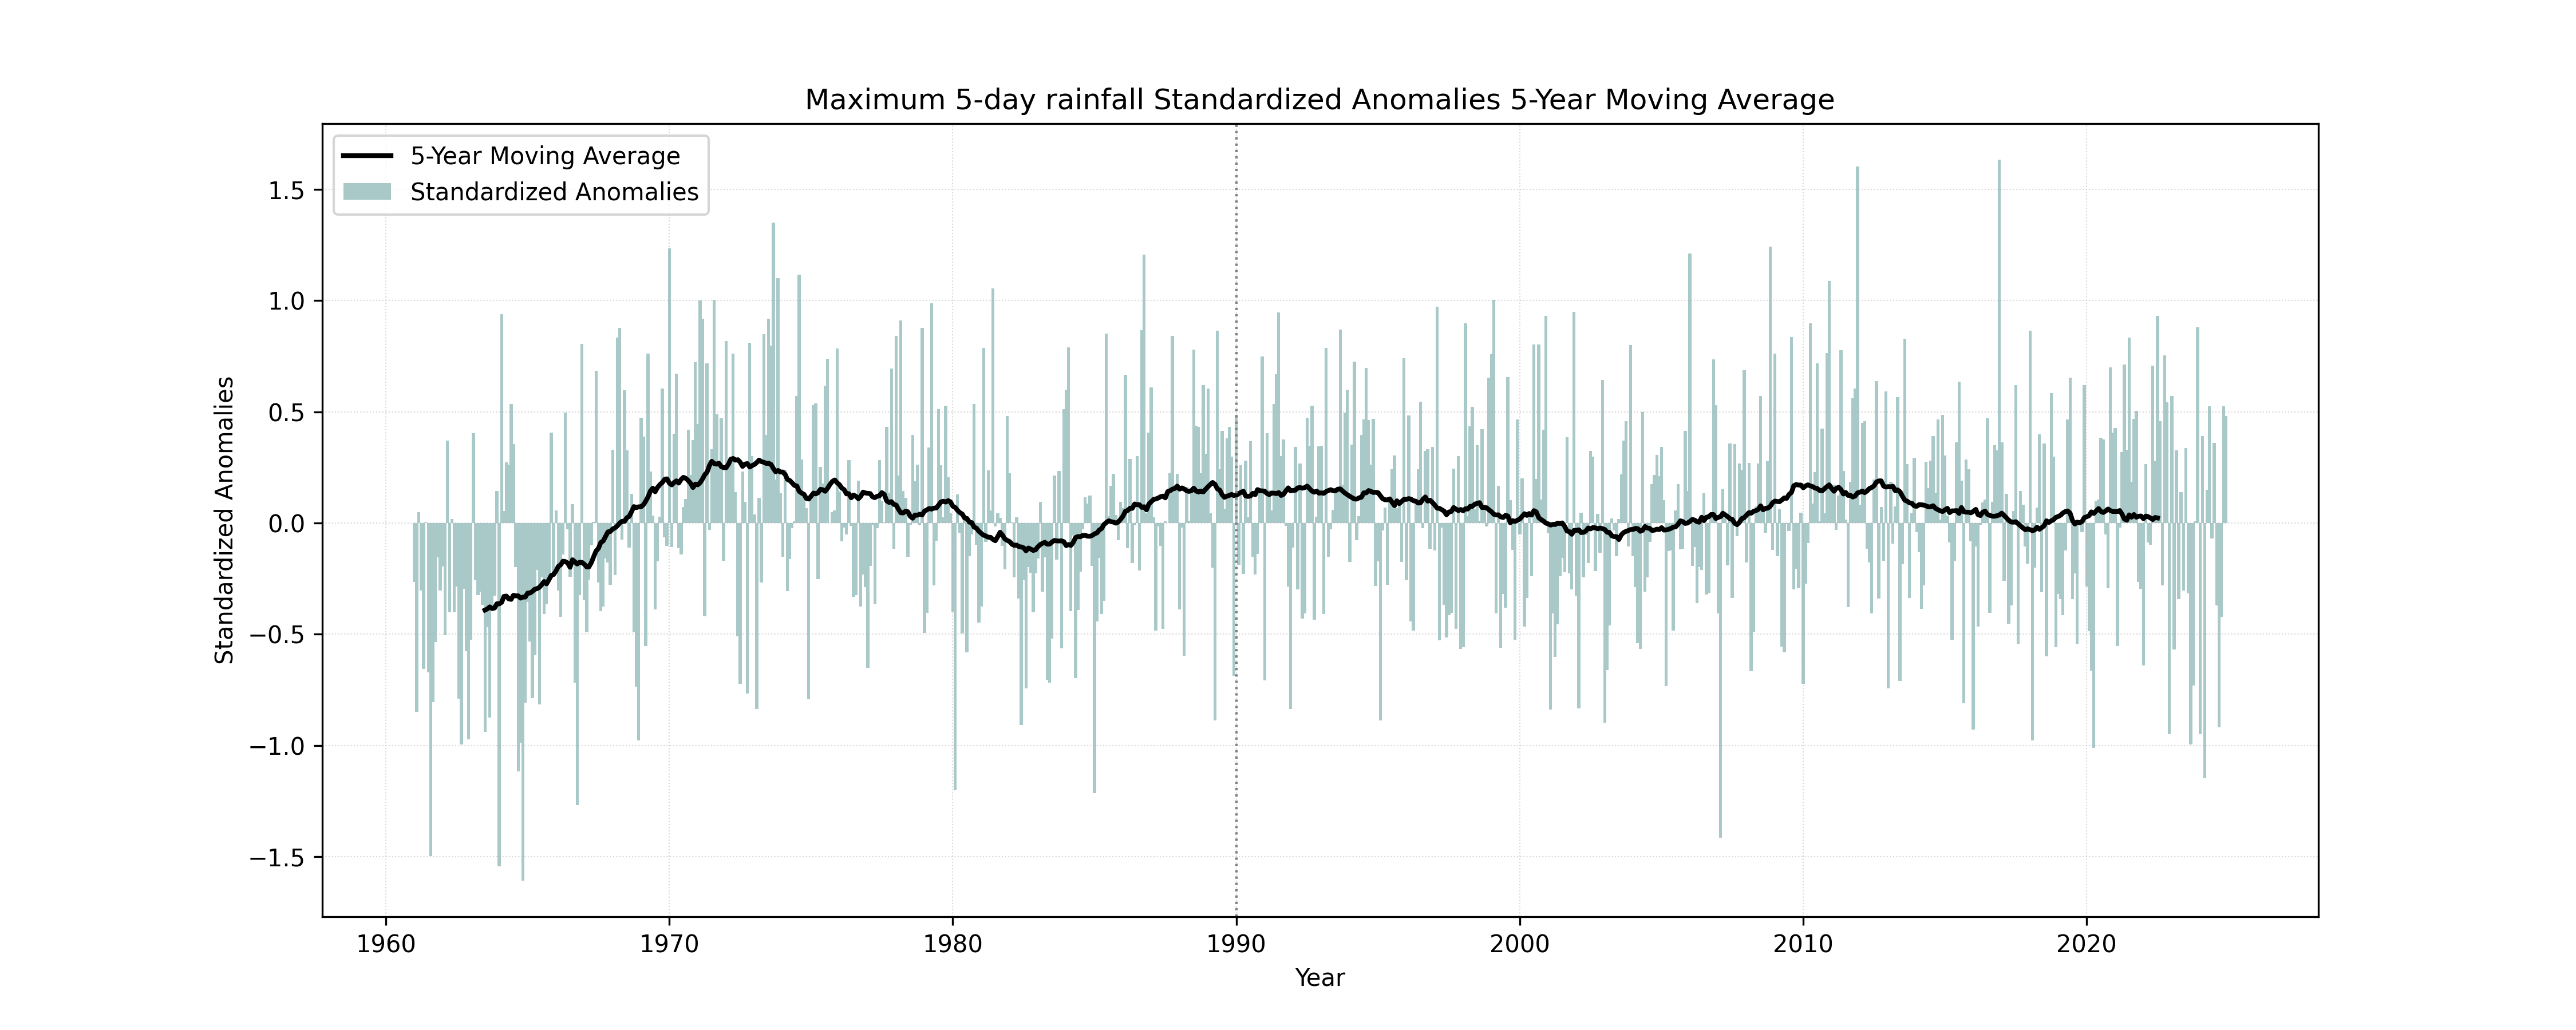 Maximum 5-day rainfall Standardized Anomalies 5-Year Moving Average
5-Year Moving Average
Standardized Anomalies
1.5
1.0
0.5
0.0
−0.5
−1.0
−1.5
Standardized Anomalies
1960 1970 1980 1990 2000 2010 2020
Year